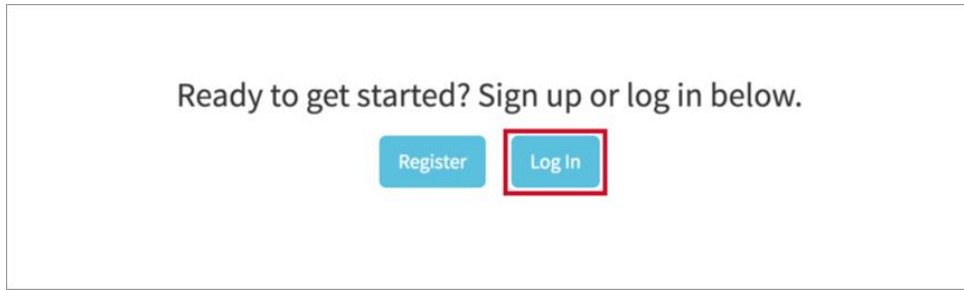 Ready to get started? Sign up or log in below.
Register Log In